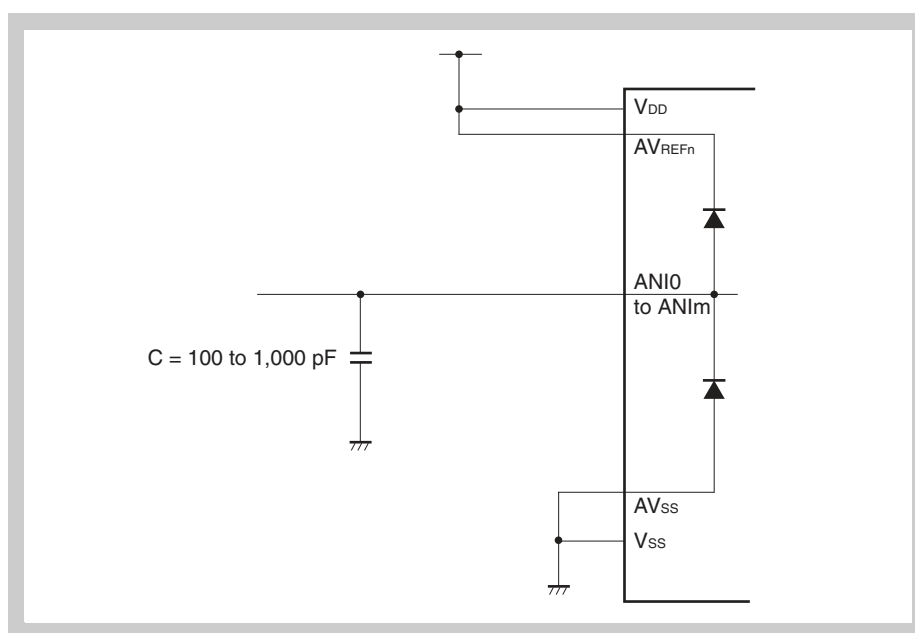 VDD
AVREFn
ANI0
to ANIm
C = 100 to 1,000 pF
AVSS
VSS